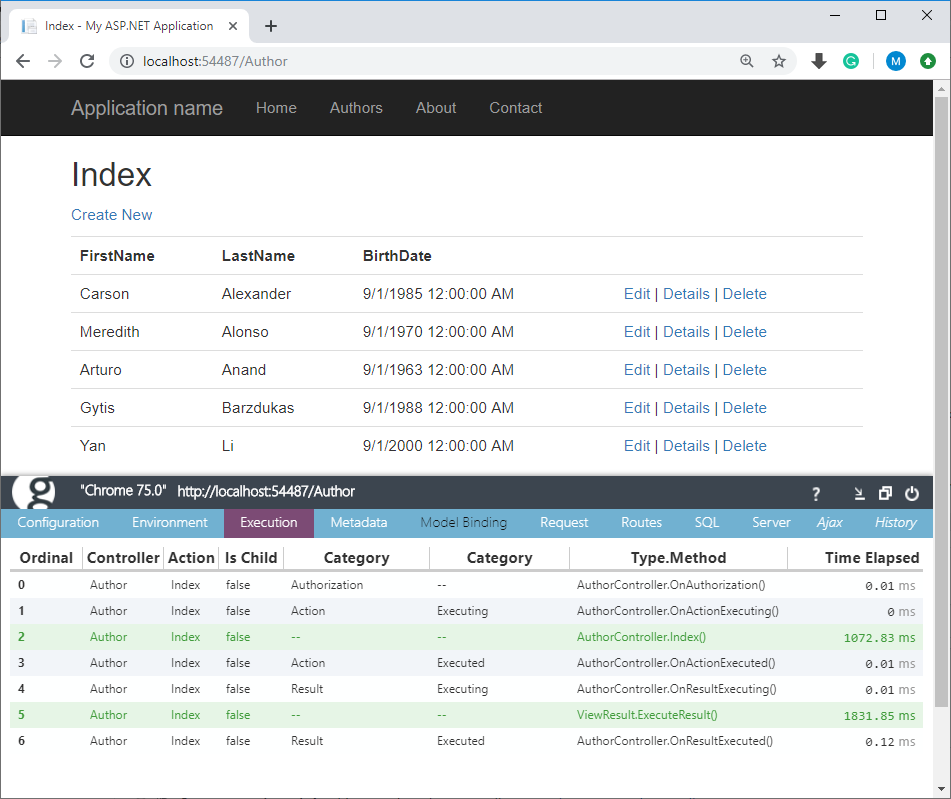 Index - My ASP.NET Application
localhost:54487/Author
M
Application name Home Authors About Contact
Index
Create New
FirstName LastName BirthDate
Carson Alexander 9/1/1985 12:00:00 AM Edit | Details | Delete
Meredith Alonso 9/1/1970 12:00:00 AM Edit | Details | Delete
Arturo Anand 9/1/1963 12:00:00 AM Edit | Details | Delete
Gytis Barzdukas 9/1/1988 12:00:00 AM Edit | Details | Delete
Yan Li 9/1/2000 12:00:00 AM Edit | Details | Delete
g "Chrome 75.0" http://localhost:54487/Author ?
Configuration Environment Execution Metadata Model Binding Request Routes SQL Server Ajax History
Ordinal Controller Action Is Child Category Category Type.Method Time Elapsed
0 Author Index false Authorization -- AuthorController.OnAuthorization() 0.01 ms
1 Author Index false Action Executing AuthorController.OnActionExecuting() 0 ms
2 Author Index false -- -- AuthorController.Index() 1072.83 ms
3 Author Index false Action Executed AuthorController.OnActionExecuted() 0.01 ms
4 Author Index false Result Executing AuthorController.OnResultExecuting() 0.01 ms
5 Author Index false -- -- ViewResult.ExecuteResult() 1831.85 ms
6 Author Index false Result Executed AuthorController.OnResultExecuted() 0.12 ms